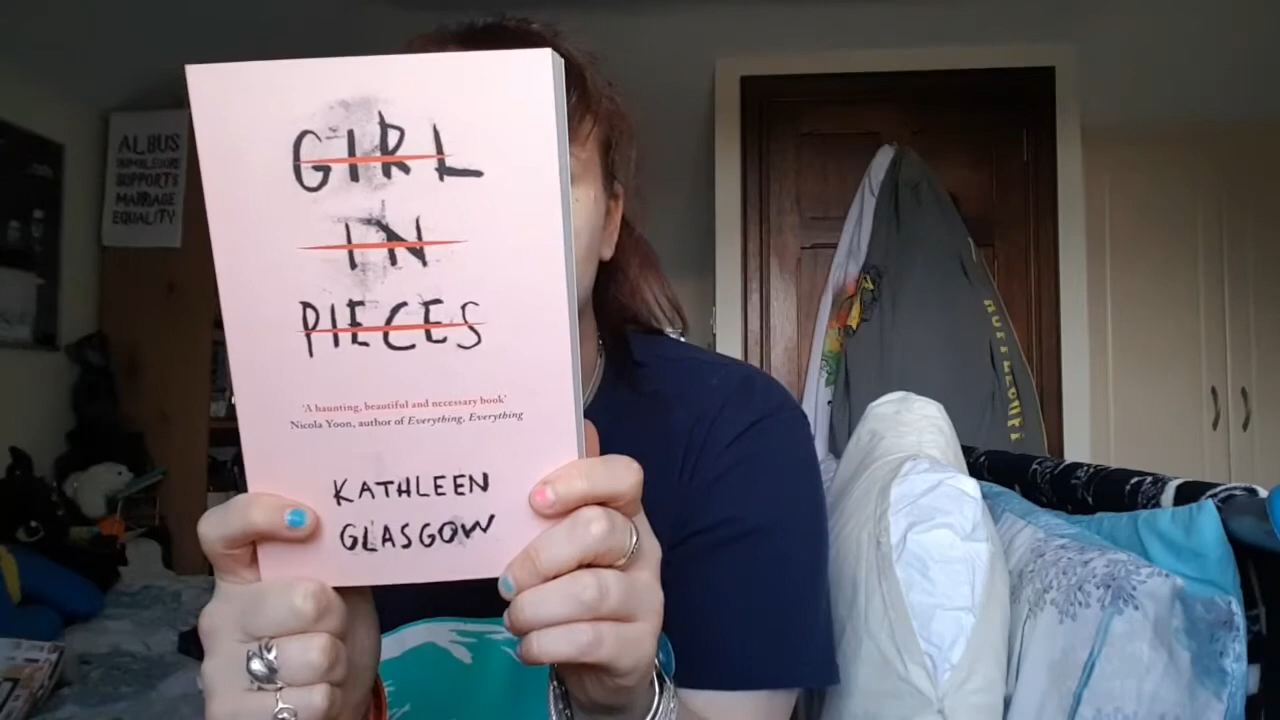 GIRL
IN
PIECES
'A haunting, beautiful and necessary book'
Nicola Yoon, author of Everything, Everything
KATHLEEN
GLASGOW
ALBUS
DUMBLEDORE
SUPPORTS
MARRIAGE
EQUALITY